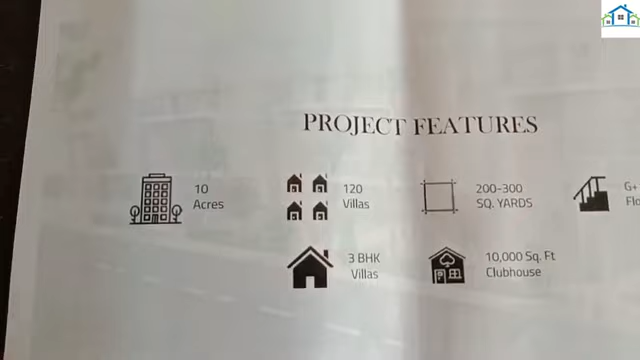 PROJECT FEATURES
10
Acres
120
Villas
200-300
SQ. YARDS
G+
3 BHK
Villas
10,000 Sq. Ft
Clubhouse